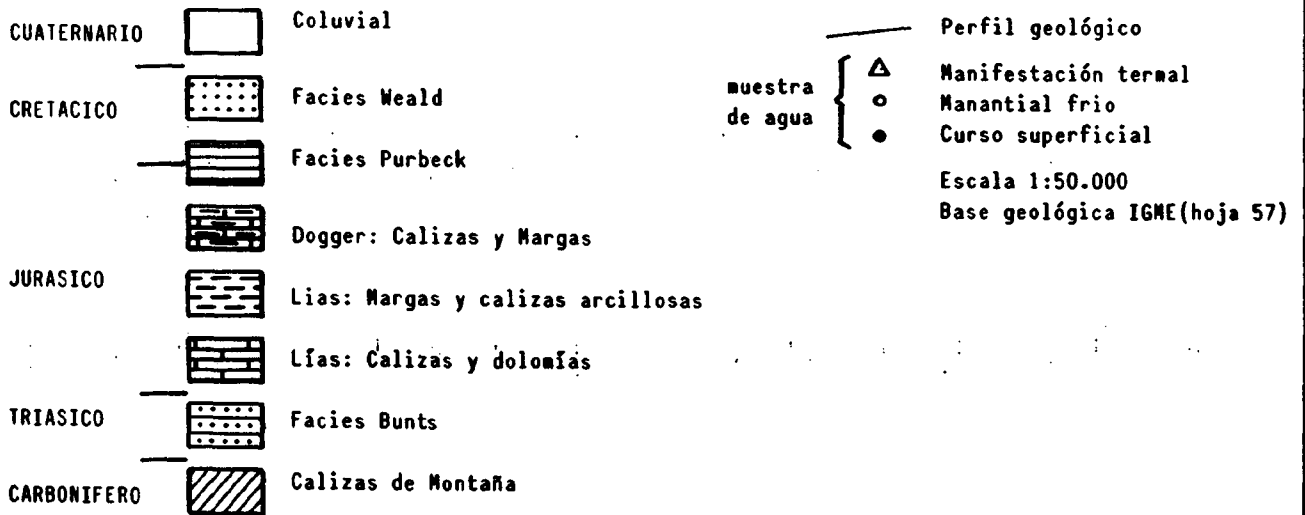 CUATERNARIO
Coluvial
CRETACICO
Facies Weald
Facies Purbeck
Dogger: Calizas y Margas
JURASICO
Lias: Margas y calizas arcillosas
Lías: Calizas y dolomías
TRIASICO
Facies Bunts
CARBONIFERO
Calizas de Montaña
Perfil geológico
muestra
de agua
Manifestación termal
Manantial frio
Curso superficial
Escala 1:50.000
Base geológica IGME(hoja 57)